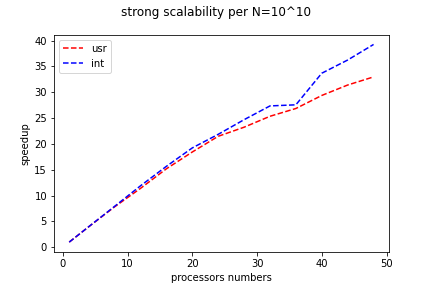 strong scalability per N=10^10
usr
int
speedup
40
35
30
25
20
15
10
5
0
0 10 20 30 40 50
processors numbers